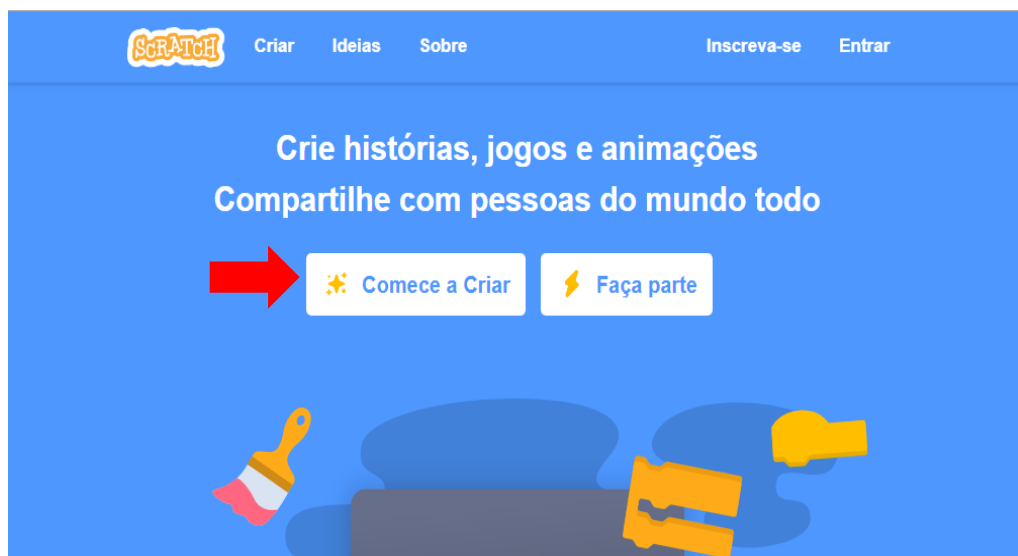 SCRATCH Criar Ideias Sobre Inscreva-se Entrar
Crie histórias, jogos e animações
Compartilhe com pessoas do mundo todo
Comece a Criar Faça parte